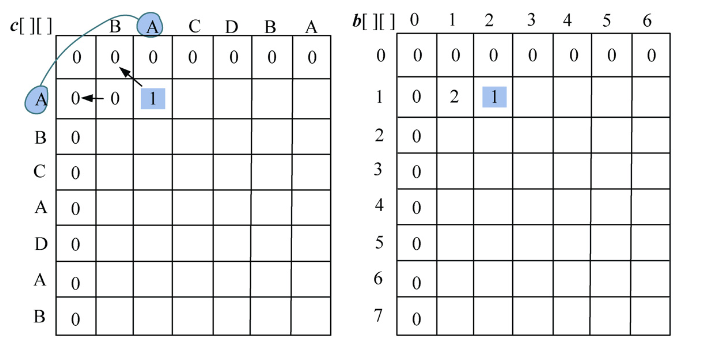 c[ ][ ] B A C D B A
0 0 0 0 0 0 0
A 0 0 1
B 0
C 0
A 0
D 0
A 0
B 0
b[ ][ ] 0 1 2 3 4 5 6
0 0 0 0 0 0 0 0
1 0 2 1
2 0
3 0
4 0
5 0
6 0
7 0